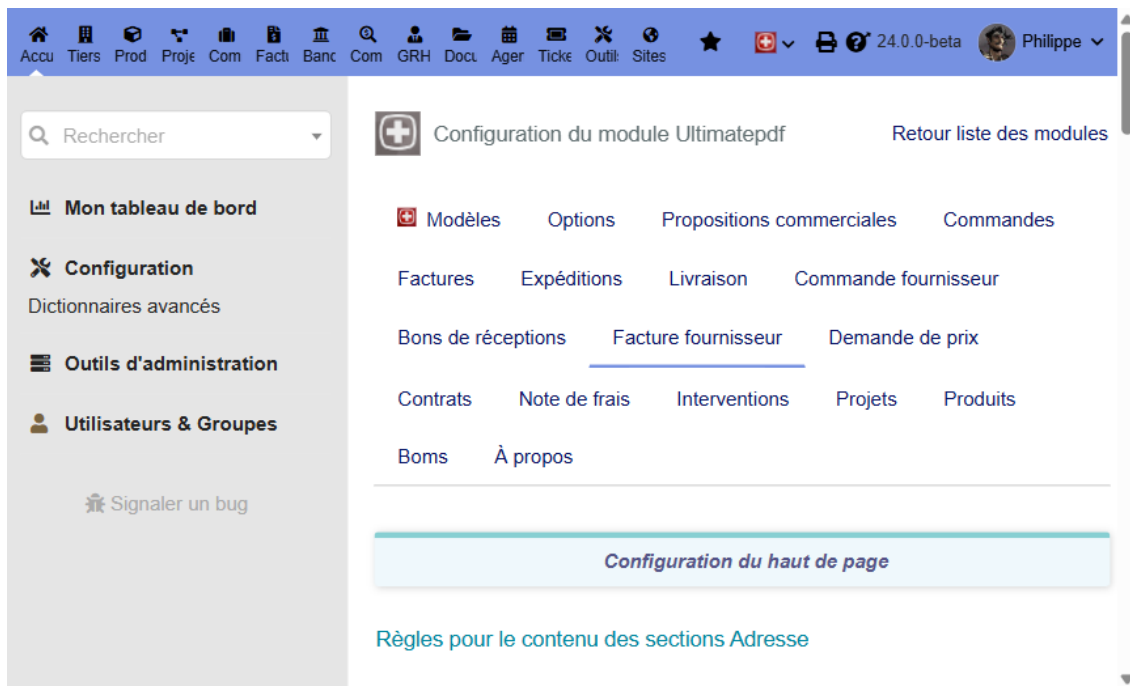 Accu Tiers Prod Proje Com Factu Banc Com GRH Docu Ager Ticke Outil: Sites 24.0.0-beta Philippe
Rechercher
Mon tableau de bord
Configuration
Dictionnaires avancés
Outils d'administration
Utilisateurs & Groupes
Signaler un bug
Configuration du module Ultimatepdf Retour liste des modules
Modèles Options Propositions commerciales Commandes
Factures Expéditions Livraison Commande fournisseur
Bons de réceptions Facture fournisseur Demande de prix
Contrats Note de frais Interventions Projets Produits
Boms À propos
Configuration du haut de page
Règles pour le contenu des sections Adresse